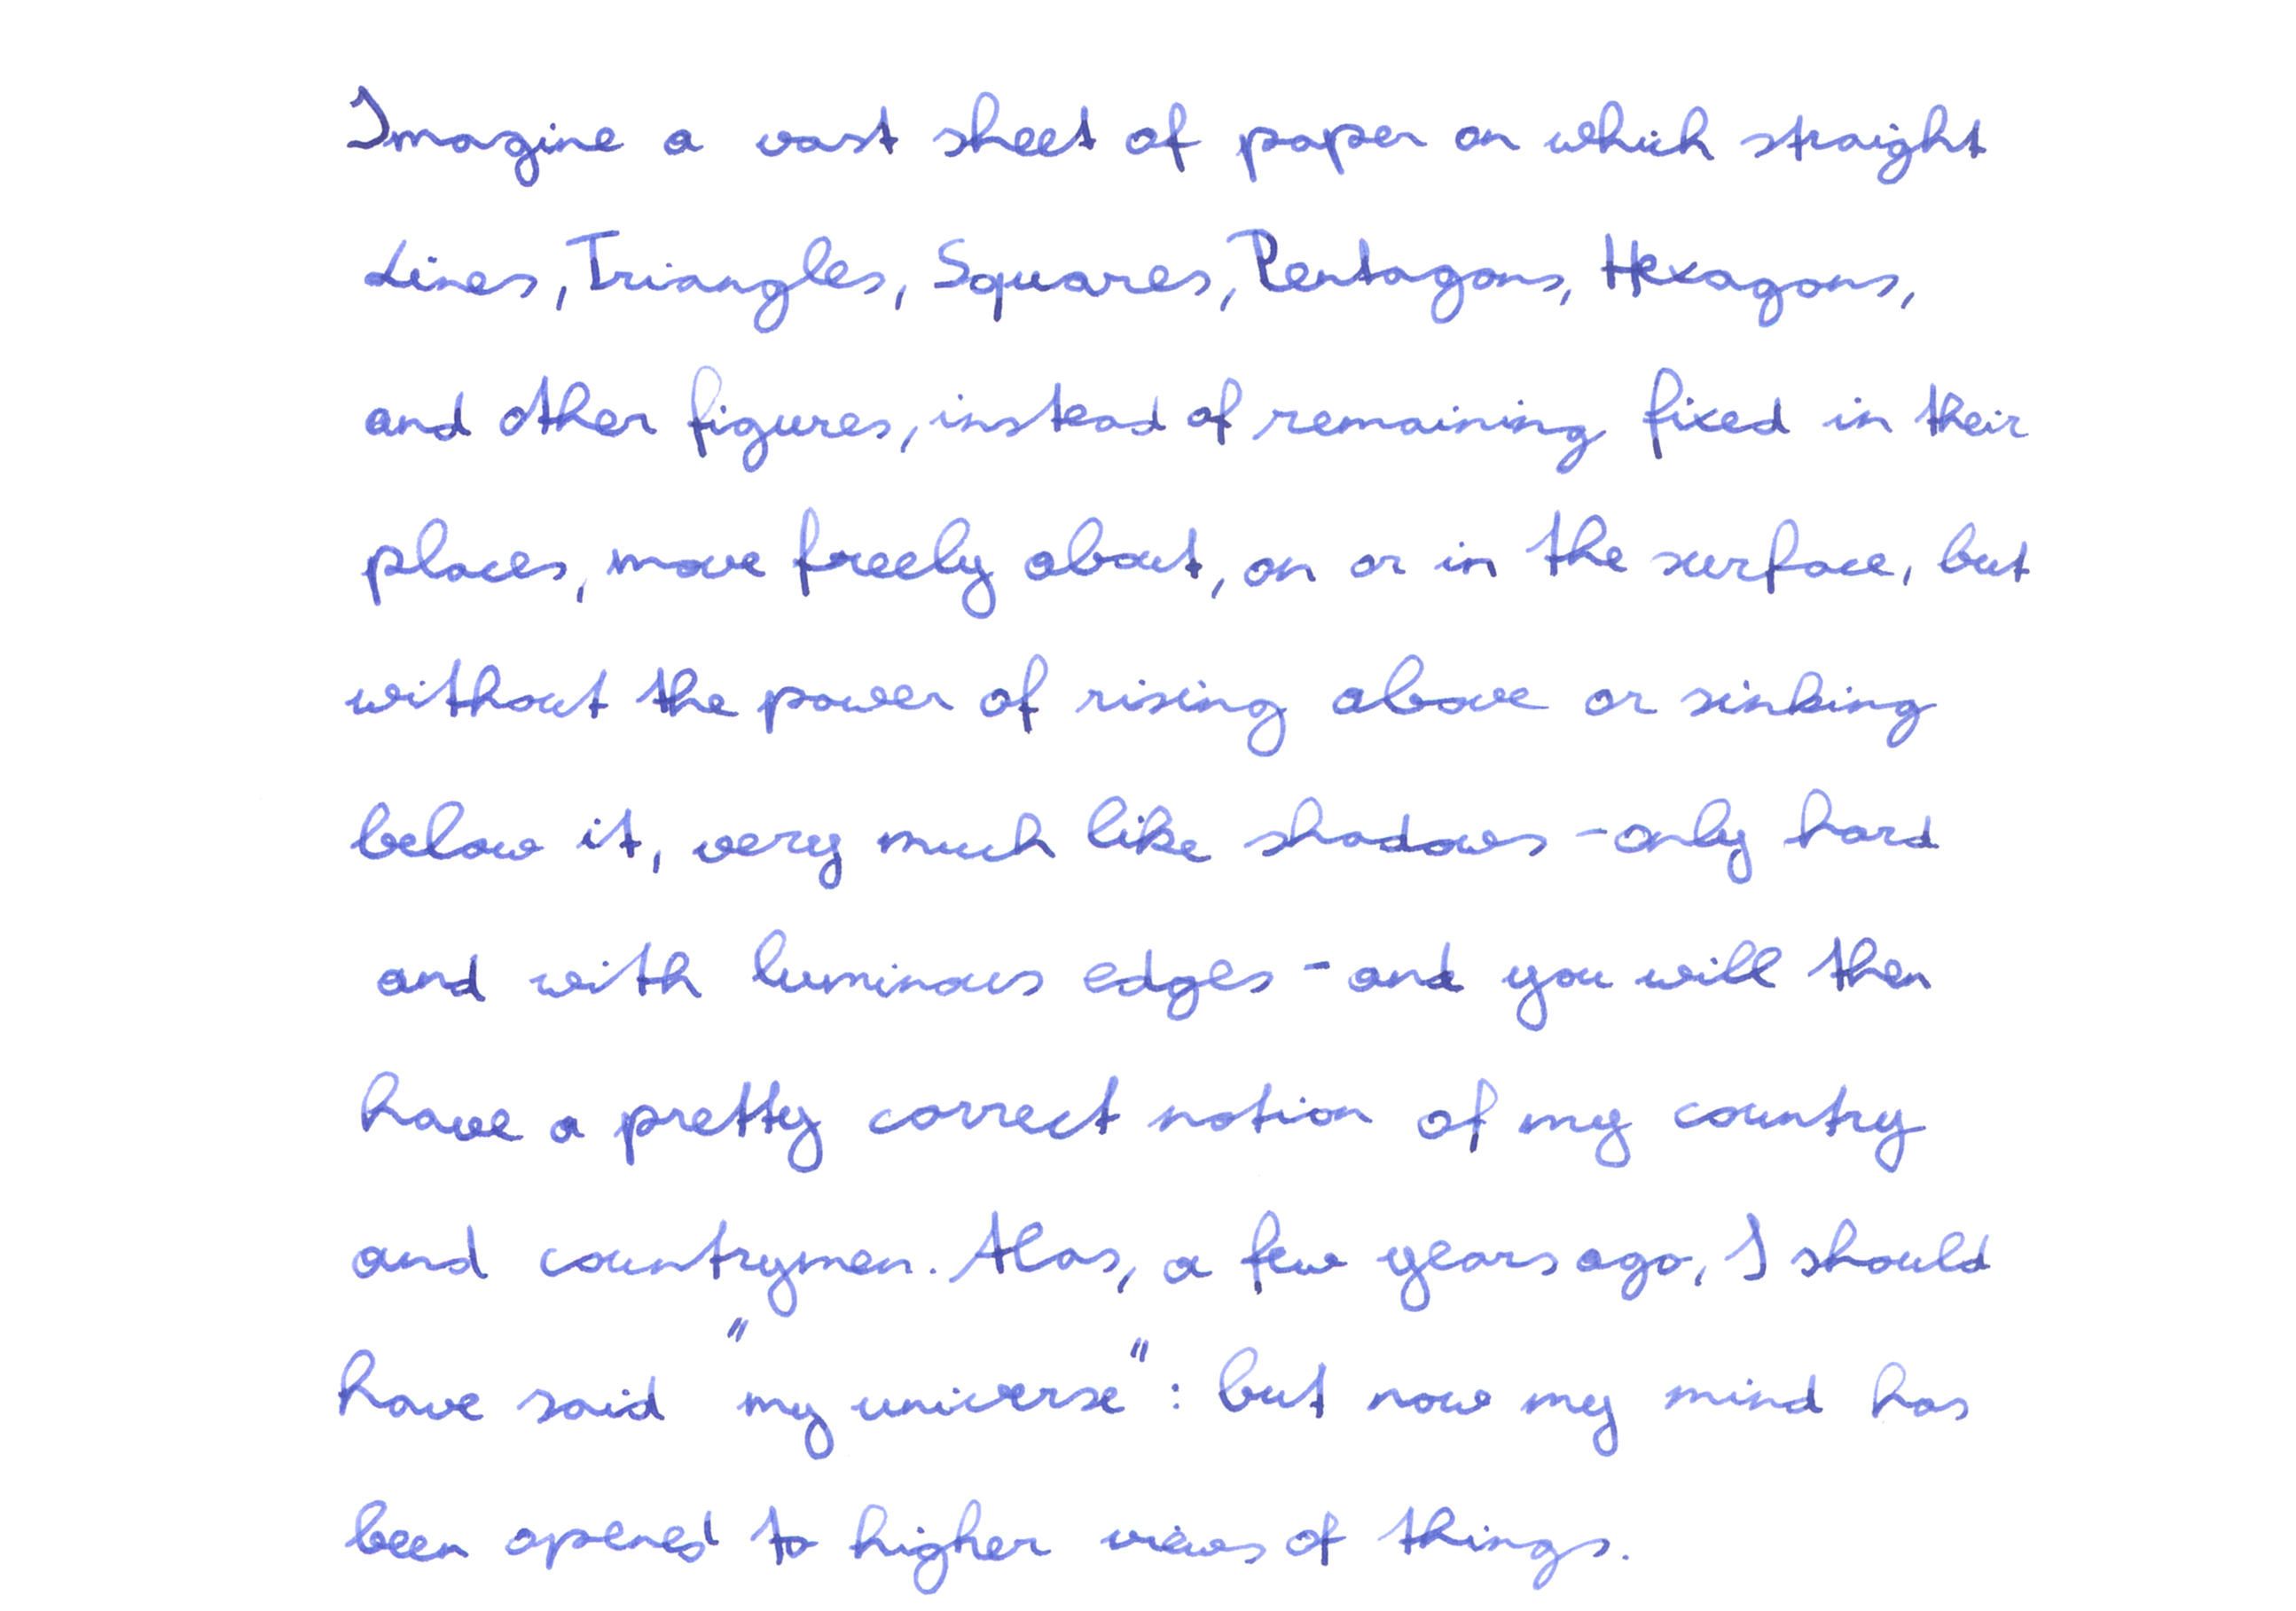 Imagine a vast sheet of paper on which straight
Lines, Triangles, Squares, Pentagons, Hexagons,
and other figures, instead of remaining fixed in their
places, move freely about, on or in the surface, but
without the power of rising above or sinking
below it, very much like shadows - only hard
and with luminous edges - and you will then
have a pretty correct notion of my country
and countrymen. Alas, a few years ago, I should
have said "my universe": but now my mind has
been opened to higher views of things.